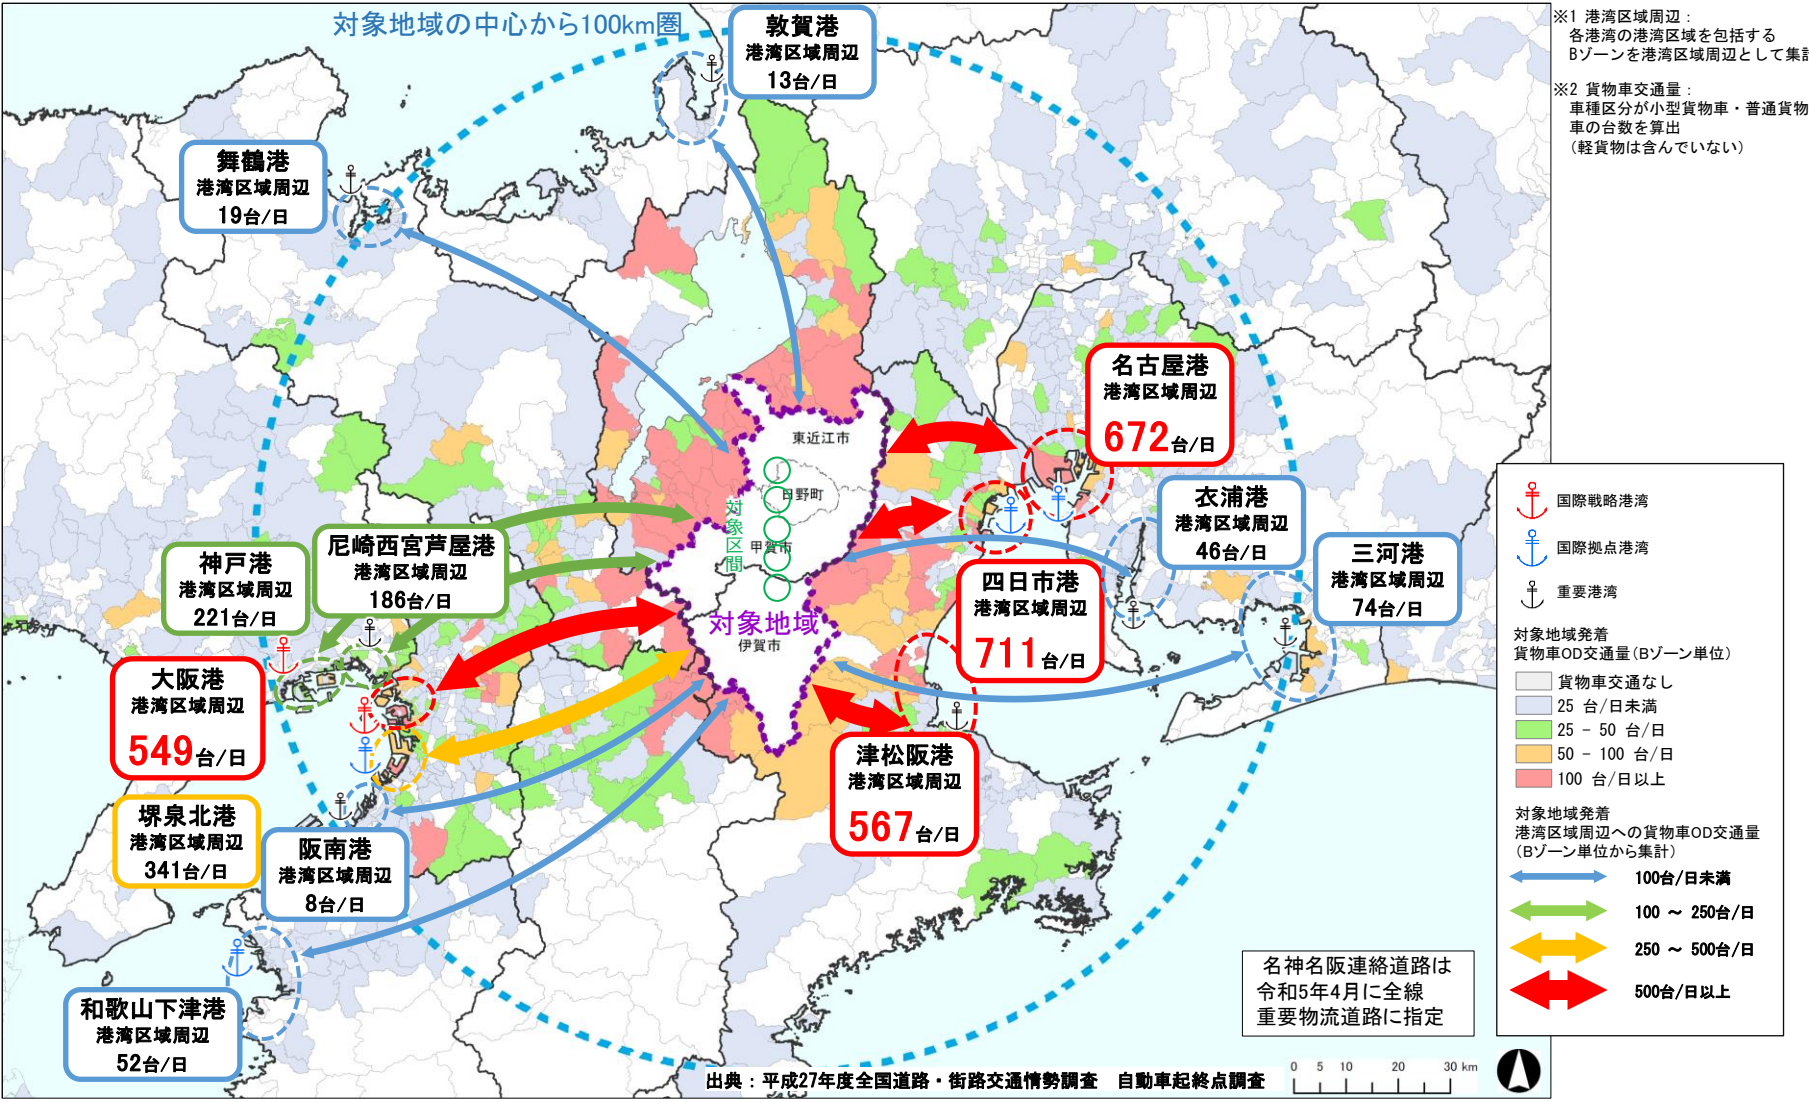 対象地域の中心から100km圏
敦賀港
港湾区域周辺
13台/日
※1 港湾区域周辺：
各港湾の港湾区域を包括する
Bゾーンを港湾区域周辺として集計
※2 貨物車交通量：
車種区分が小型貨物車・普通貨物
車の台数を算出
（軽貨物は含んでいない）
舞鶴港
港湾区域周辺
19台/日
名古屋港
港湾区域周辺
672台/日
東近江市
日野町
甲賀市
伊賀市
対象区間
対象地域
衣浦港
港湾区域周辺
46台/日
三河港
港湾区域周辺
74台/日
神戸港
港湾区域周辺
221台/日
尼崎西宮芦屋港
港湾区域周辺
186台/日
四日市港
港湾区域周辺
711台/日
大阪港
港湾区域周辺
549台/日
津松阪港
港湾区域周辺
567台/日
堺泉北港
港湾区域周辺
341台/日
阪南港
港湾区域周辺
8台/日
和歌山下津港
港湾区域周辺
52台/日
国際戦略港湾
国際拠点港湾
重要港湾
対象地域発着
貨物車OD交通量（Bゾーン単位）
貨物車交通なし
25 台/日未満
25 - 50 台/日
50 - 100 台/日
100 台/日以上
対象地域発着
港湾区域周辺への貨物車OD交通量
（Bゾーン単位から集計）
100台/日未満
100 ～ 250台/日
250 ～ 500台/日
500台/日以上
名神名阪連絡道路は
令和5年4月に全線
重要物流道路に指定
出典：平成27年度全国道路・街路交通情勢調査　自動車起終点調査
0 5 10 20 30 km